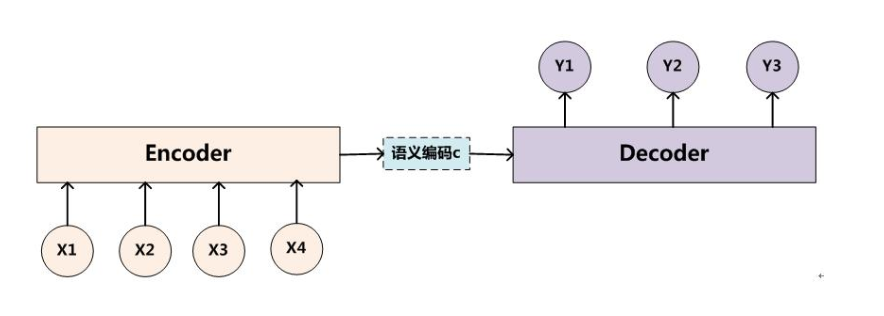 Y1 Y2 Y3
Encoder 语义编码c Decoder
X1 X2 X3 X4